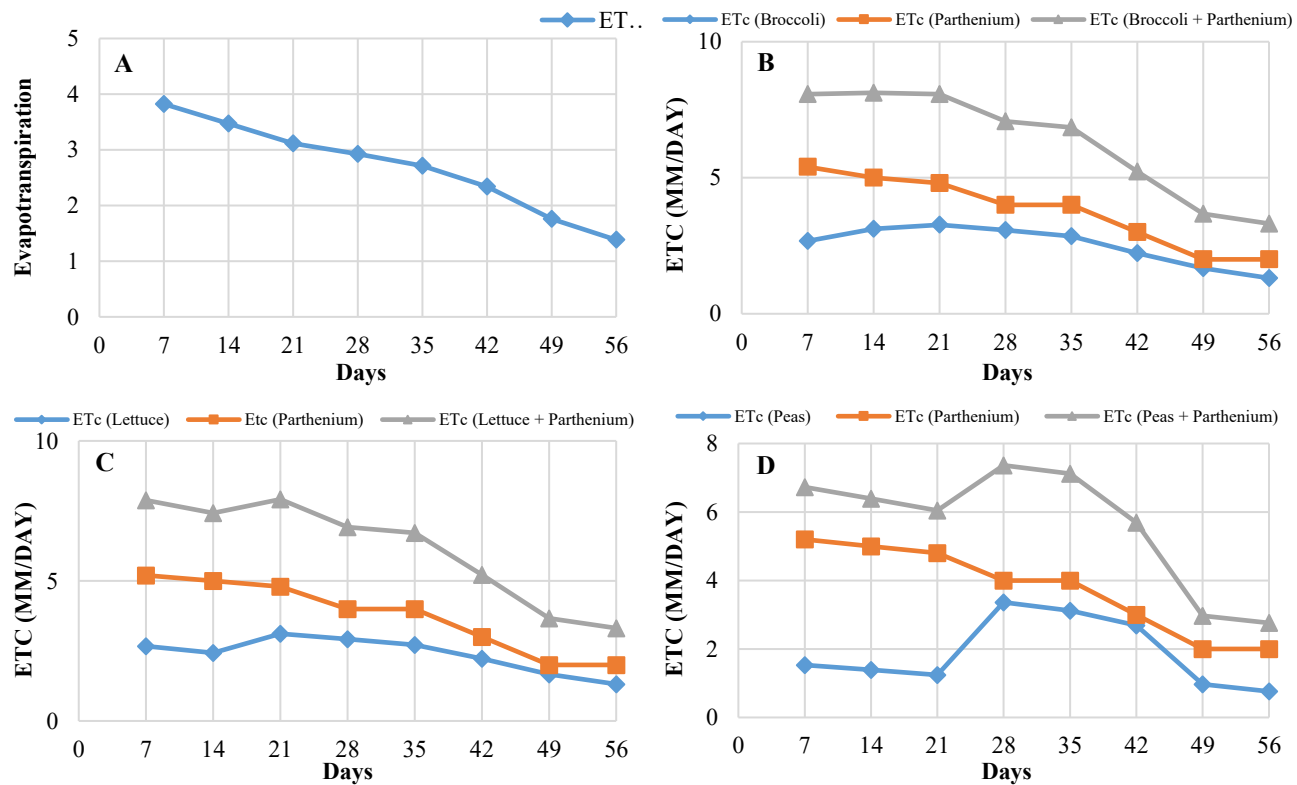 ET..
A
Evapotranspiration
5
4
3
2
1
0
0 7 14 21 28 35 42 49 56
Days
ETc (Broccoli) ETc (Parthenium) ETc (Broccoli + Parthenium)
B
ETC (MM/DAY)
10
5
0
0 7 14 21 28 35 42 49 56
Days
ETc (Lettuce) Etc (Parthenium) ETc (Lettuce + Parthenium)
C
ETC (MM/DAY)
10
5
0
0 7 14 21 28 35 42 49 56
Days
ETc (Peas) ETc (Parthenium) ETc (Peas + Parthenium)
D
ETC (MM/DAY)
8
6
4
2
0
0 7 14 21 28 35 42 49 56
Days